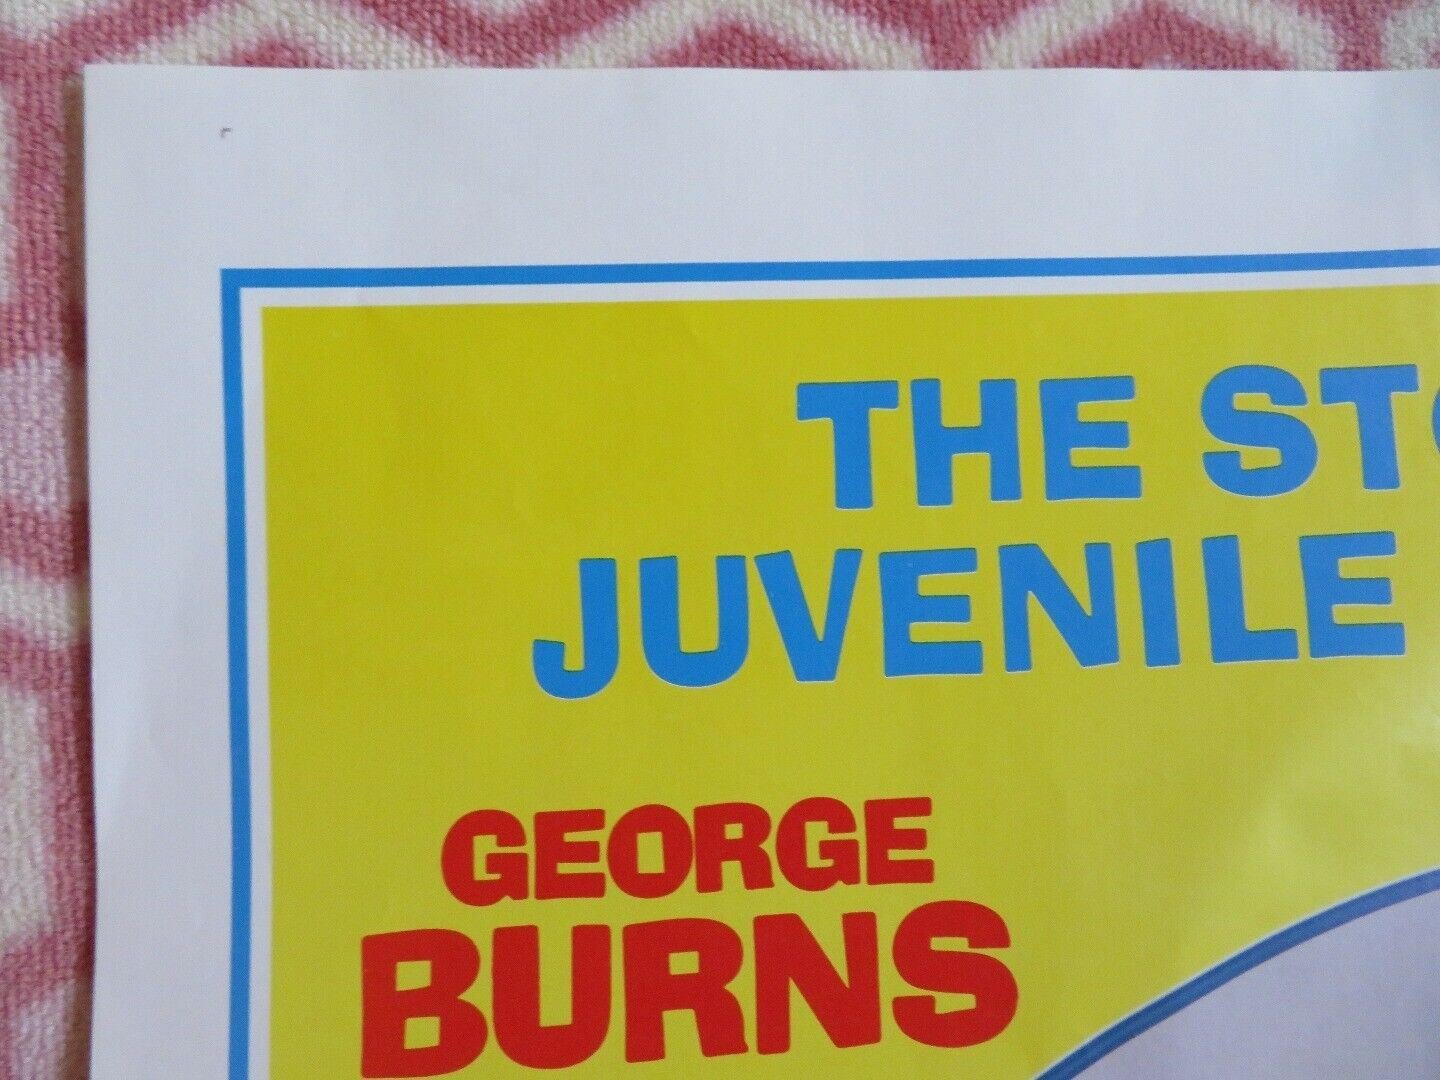 THE STO
JUVENILE
GEORGE
BURNS